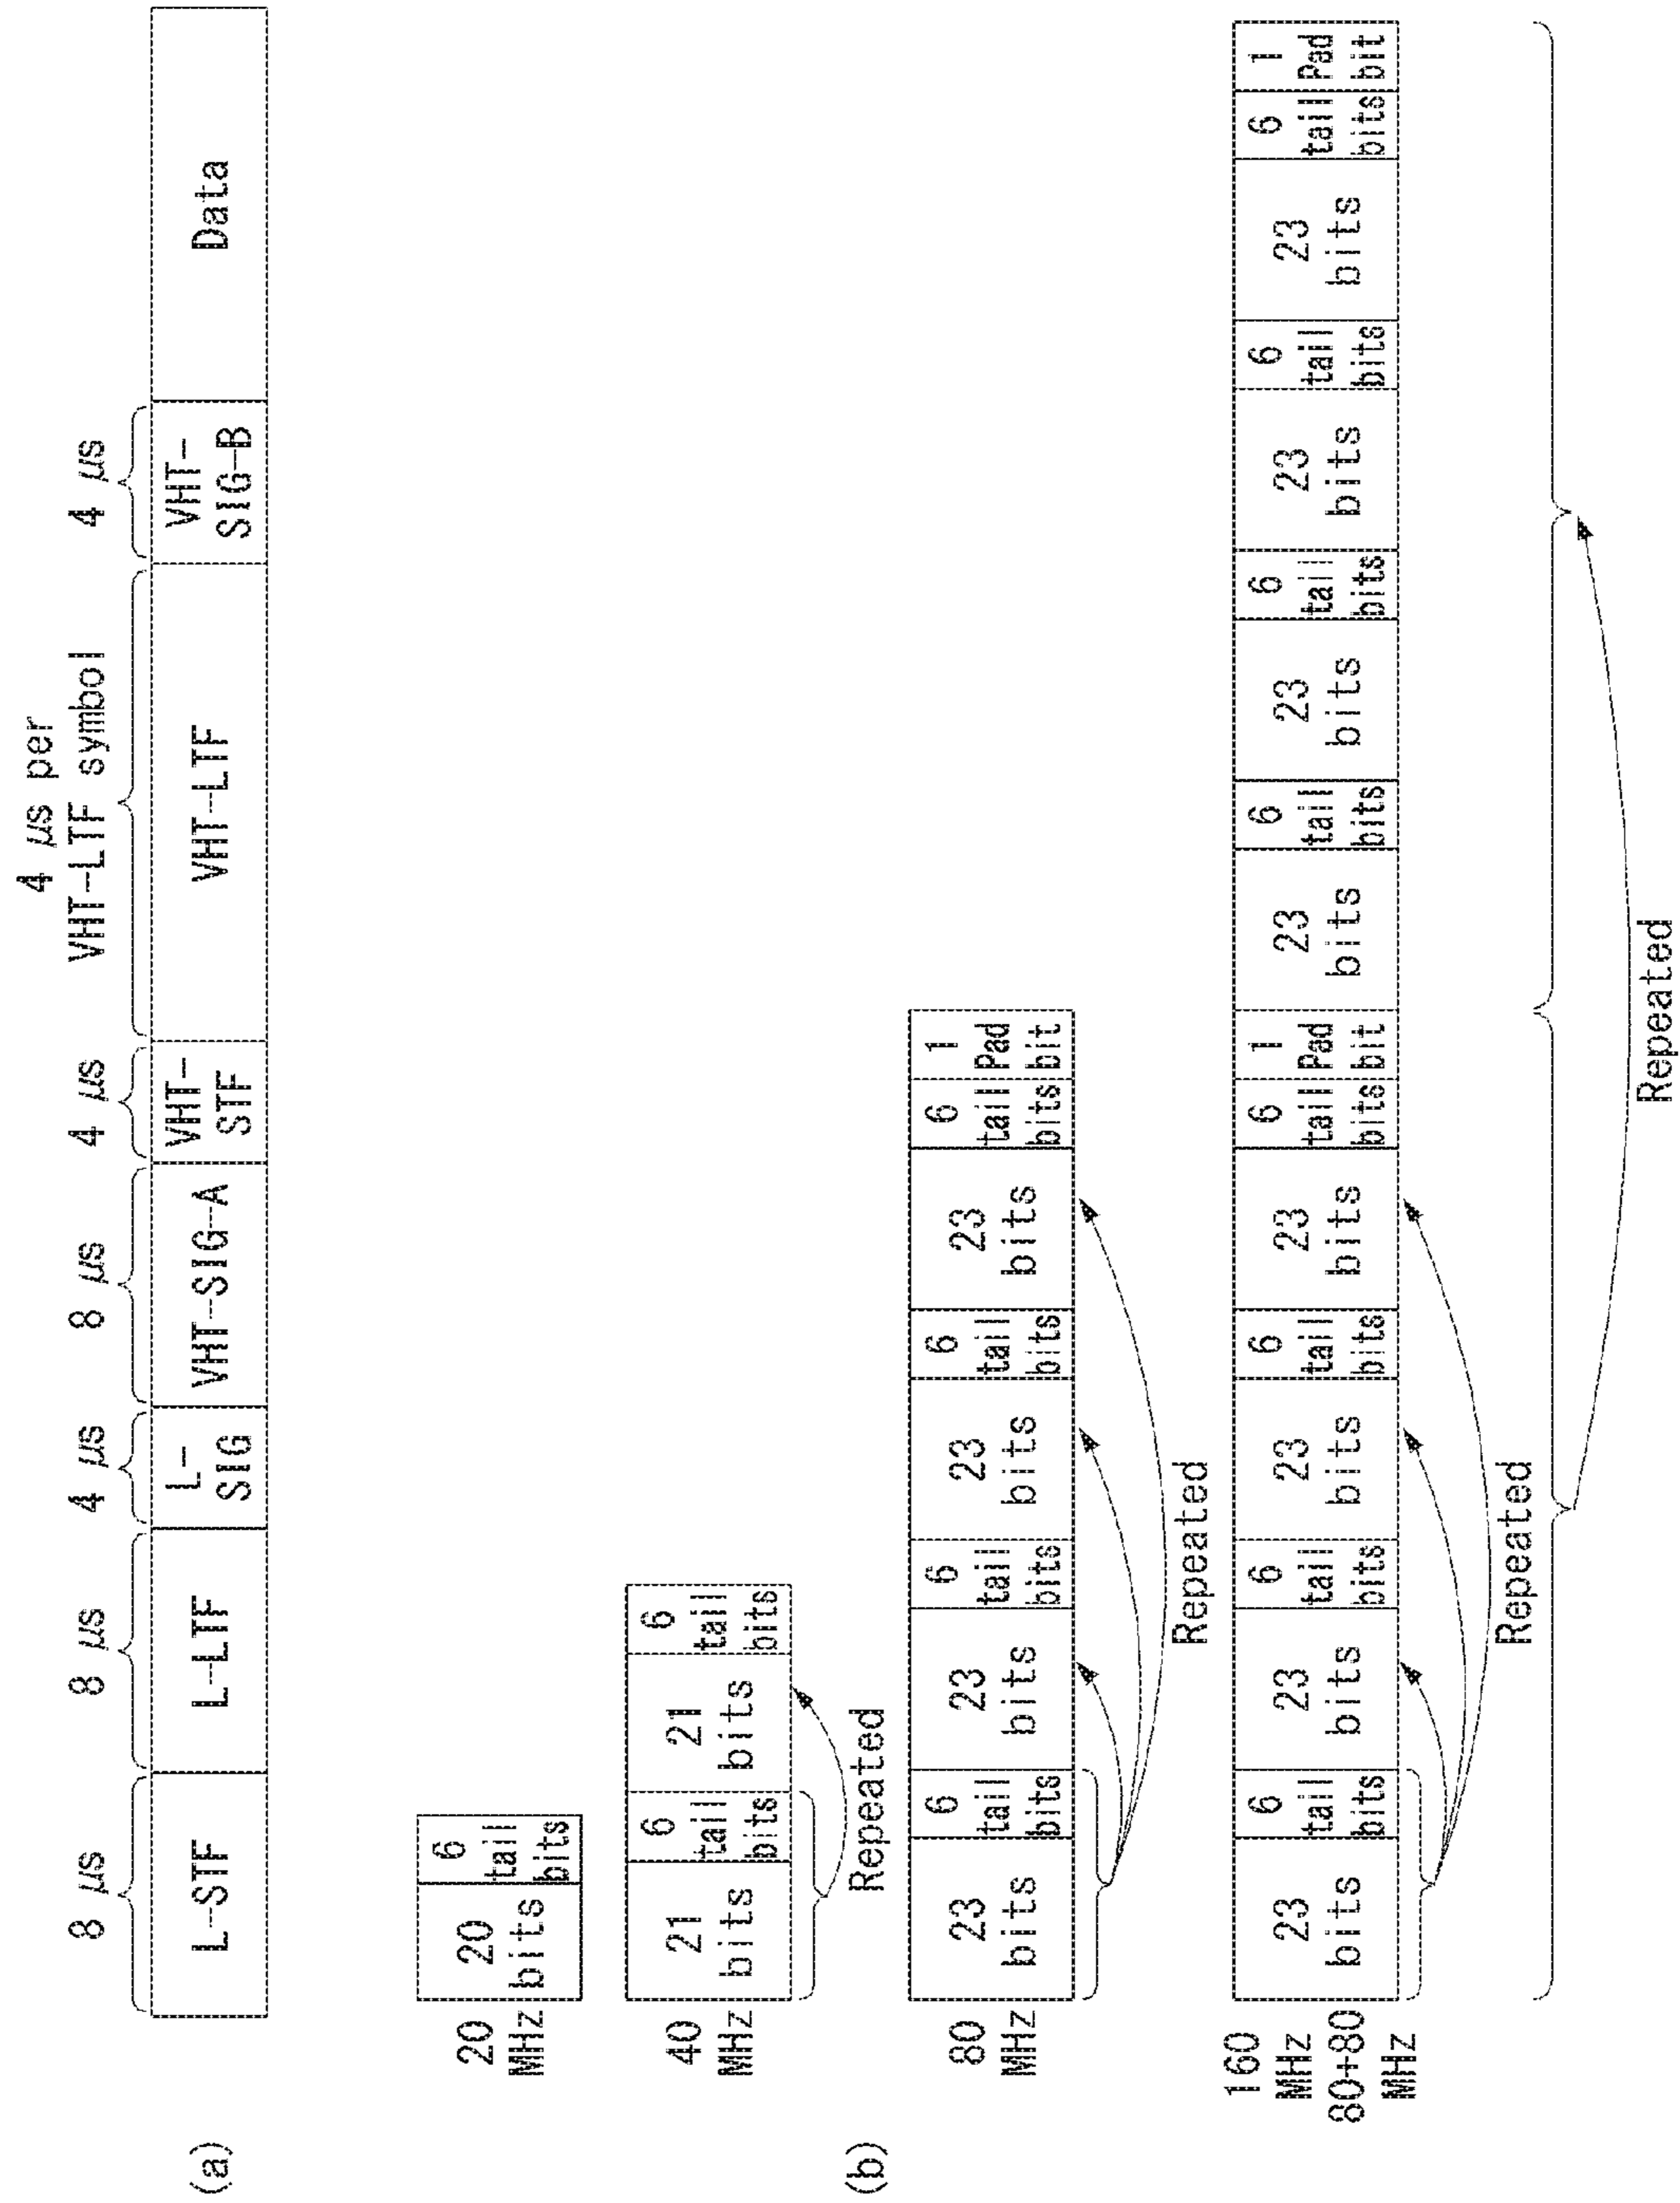 4 µs per
8 µs 8 µs 4 µs 8 µs 4 µs VHT-LTF symbol 4 µs
(a) L-STF L-LTF L-SIG VHT-SIG-A VHT-STF VHT-LTF VHT-SIG-B Data
(b)
20 MHz 20 bits 6 tail bits
40 MHz 21 bits 6 tail bits 21 bits 6 tail bits
Repeated
80 MHz 23 bits 6 tail bits 23 bits 6 tail bits 23 bits 6 tail bits 23 bits 6 tail bits 1 Pad bit
Repeated
160 MHz 80+80 MHz 23 bits 6 tail bits 23 bits 6 tail bits 23 bits 6 tail bits 23 bits 6 tail bits 1 Pad bit 23 bits 6 tail bits 23 bits 6 tail bits 23 bits 6 tail bits 23 bits 6 tail bits 1 Pad bit
Repeated
Repeated